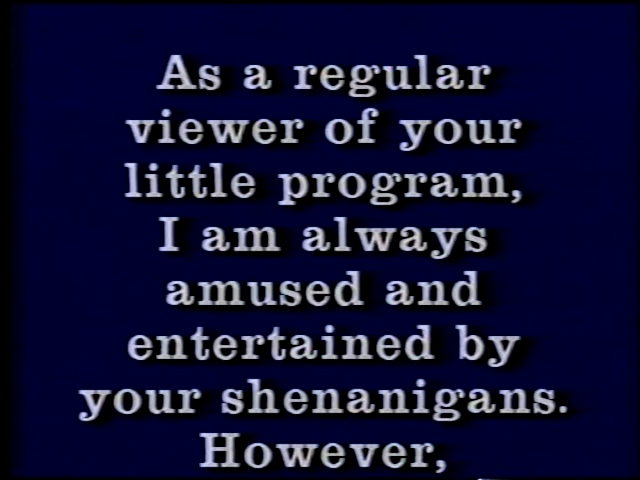 As a regular
viewer of your
little program,
I am always
amused and
entertained by
your shenanigans.
However,